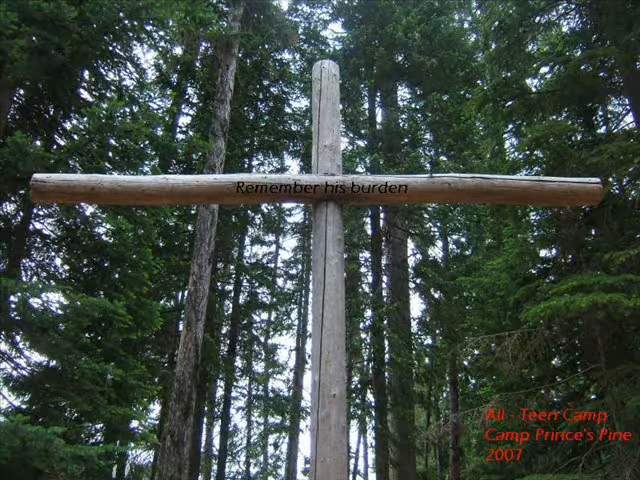 Remember his burden
All - Teen Camp
Camp Prince's Pine
2007